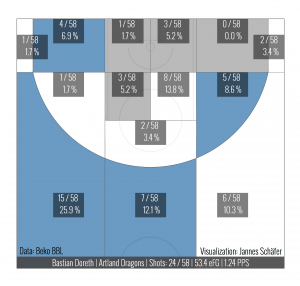 4 / 58
6.9 %
1 / 58
1.7 %
3 / 58
5.2 %
0 / 58
0.0 %
1 / 58
1.7 %
2 / 58
3.4 %
1 / 58
1.7 %
3 / 58
5.2 %
8 / 58
13.8 %
5 / 58
8.6 %
2 / 58
3.4 %
15 / 58
25.9 %
7 / 58
12.1 %
6 / 58
10.3 %
Data: Beko BBL
Visualization: Jannes Schäfer
Bastian Doreth | Artland Dragons | Shots: 24 / 58 | 53.4 eFG | 1.24 PPS